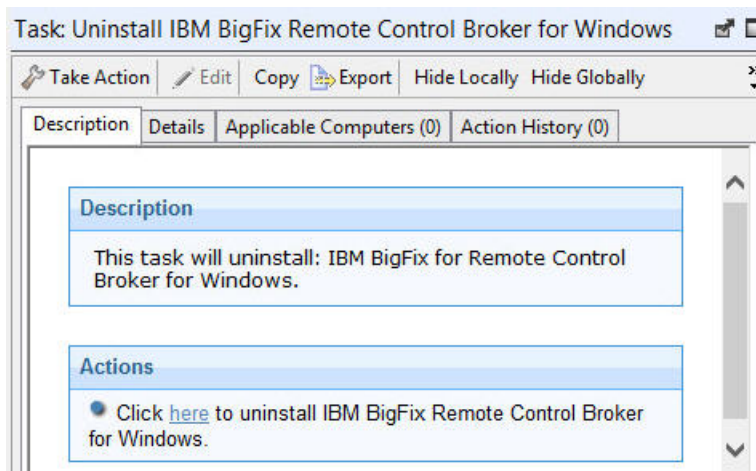 Task: Uninstall IBM BigFix Remote Control Broker for Windows
Take Action Edit Copy Export Hide Locally Hide Globally
Description Details Applicable Computers (0) Action History (0)
Description
This task will uninstall: IBM BigFix for Remote Control
Broker for Windows.
Actions
Click here to uninstall IBM BigFix Remote Control Broker
for Windows.